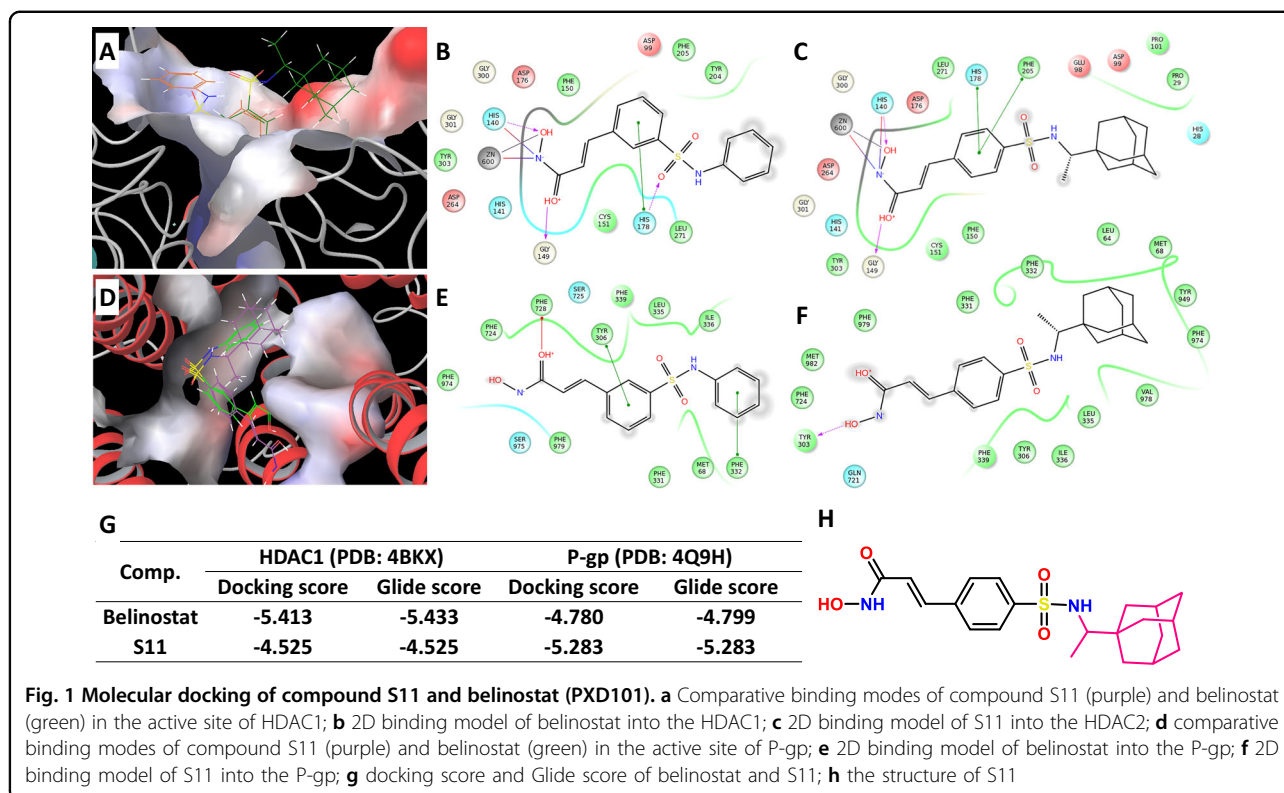 A
B
ASP 99
PHE 205
GLY 300
ASP 176
PHE 150
TYR 204
HIS 140
GLY 301
OH
ZN 600
N-
TYR 303
ASP 264
HIS 141
HO+
CYS 151
GLY 149
S
O
O
NH
HIS 178
LEU 271
C
PRO 101
LEU 271
HIS 178
PHE 205
GLU 98
ASP 99
PRO 29
GLY 300
HIS 140
ASP 176
ZN 600
OH
HIS 28
ASP 264
N-
GLY 301
HO+
HIS 141
TYR 303
GLY 149
CYS 151
PHE 150
O
S
O
NH
D
E
SER 725
PHE 728
PHE 339
LEU 335
PHE 724
TYR 306
ILE 336
OH+
HO
N-
PHE 974
SER 975
PHE 979
O
S
O
NH
PHE 331
MET 68
PHE 332
F
LEU 64
MET 68
PHE 332
PHE 331
TYR 949
PHE 979
PHE 974
MET 982
HO+
N-
HO
PHE 724
TYR 303
GLN 721
O
S
O
NH
VAL 978
LEU 335
PHE 339
TYR 306
ILE 336
G
Comp. HDAC1 (PDB: 4BKX) P-gp (PDB: 4Q9H)
Docking score Glide score Docking score Glide score
Belinostat -5.413 -5.433 -4.780 -4.799
S11 -4.525 -4.525 -5.283 -5.283
H
O
HO
NH
O
S
O
NH
Fig. 1 Molecular docking of compound S11 and belinostat (PXD101). a Comparative binding modes of compound S11 (purple) and belinostat
(green) in the active site of HDAC1; b 2D binding model of belinostat into the HDAC1; c 2D binding model of S11 into the HDAC2; d comparative
binding modes of compound S11 (purple) and belinostat (green) in the active site of P-gp; e 2D binding model of belinostat into the P-gp; f 2D
binding model of S11 into the P-gp; g docking score and Glide score of belinostat and S11; h the structure of S11